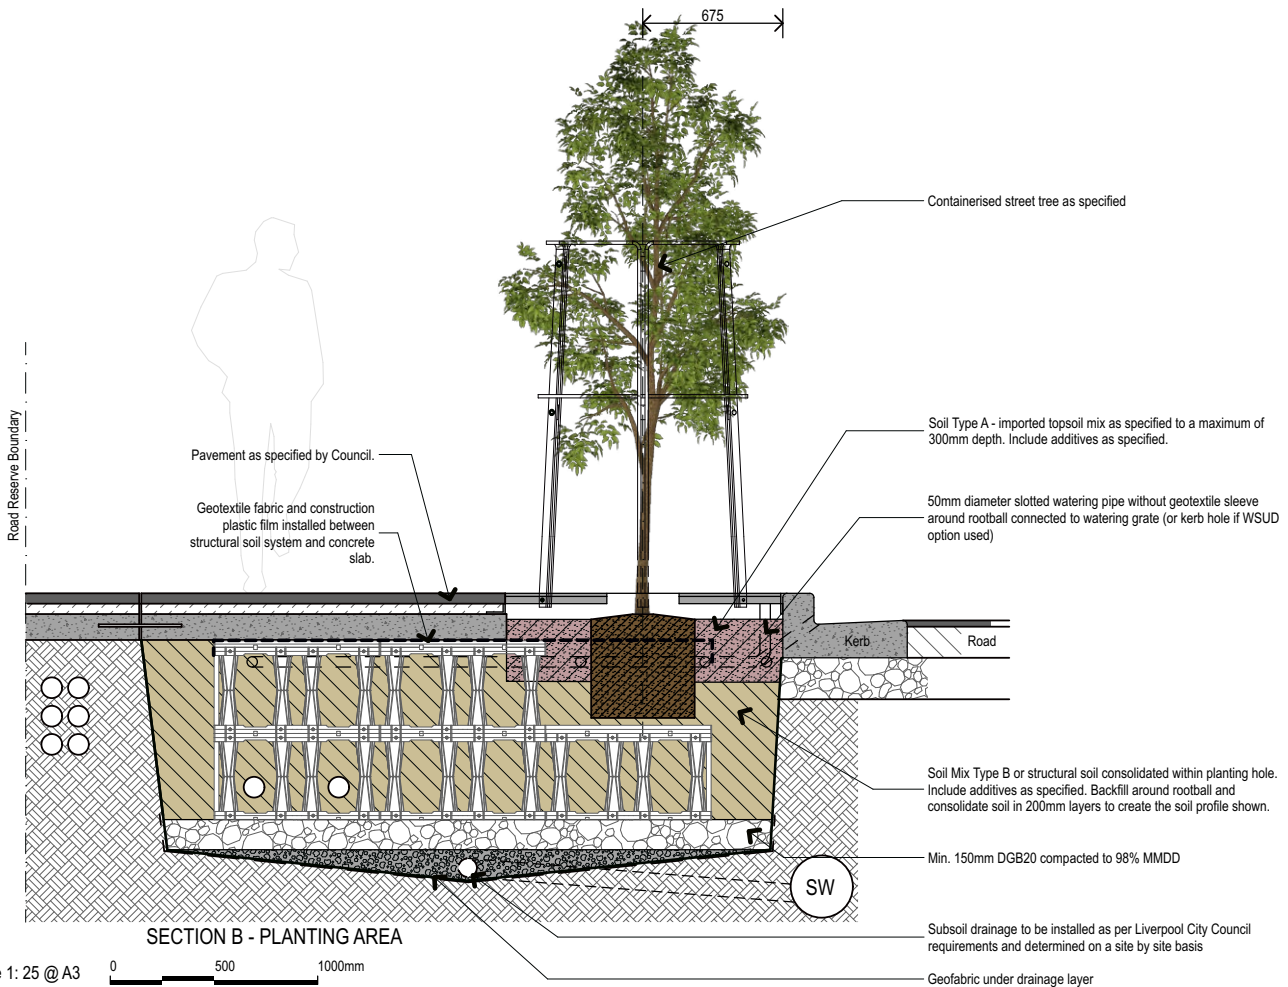 675
Containerised street tree as specified
Road Reserve Boundary
Pavement as specified by Council.
Geotextile fabric and construction
plastic film installed between
structural soil system and concrete
slab.
Soil Type A - imported topsoil mix as specified to a maximum of
300mm depth. Include additives as specified.
50mm diameter slotted watering pipe without geotextile sleeve
around rootball connected to watering grate (or kerb hole if WSUD
option used)
Kerb
Road
Soil Mix Type B or structural soil consolidated within planting hole.
Include additives as specified. Backfill around rootball and
consolidate soil in 200mm layers to create the soil profile shown.
Min. 150mm DGB20 compacted to 98% MMDD
SW
Subsoil drainage to be installed as per Liverpool City Council
requirements and determined on a site by site basis
Geofabric under drainage layer
SECTION B - PLANTING AREA
e 1: 25 @ A3
0 500 1000mm